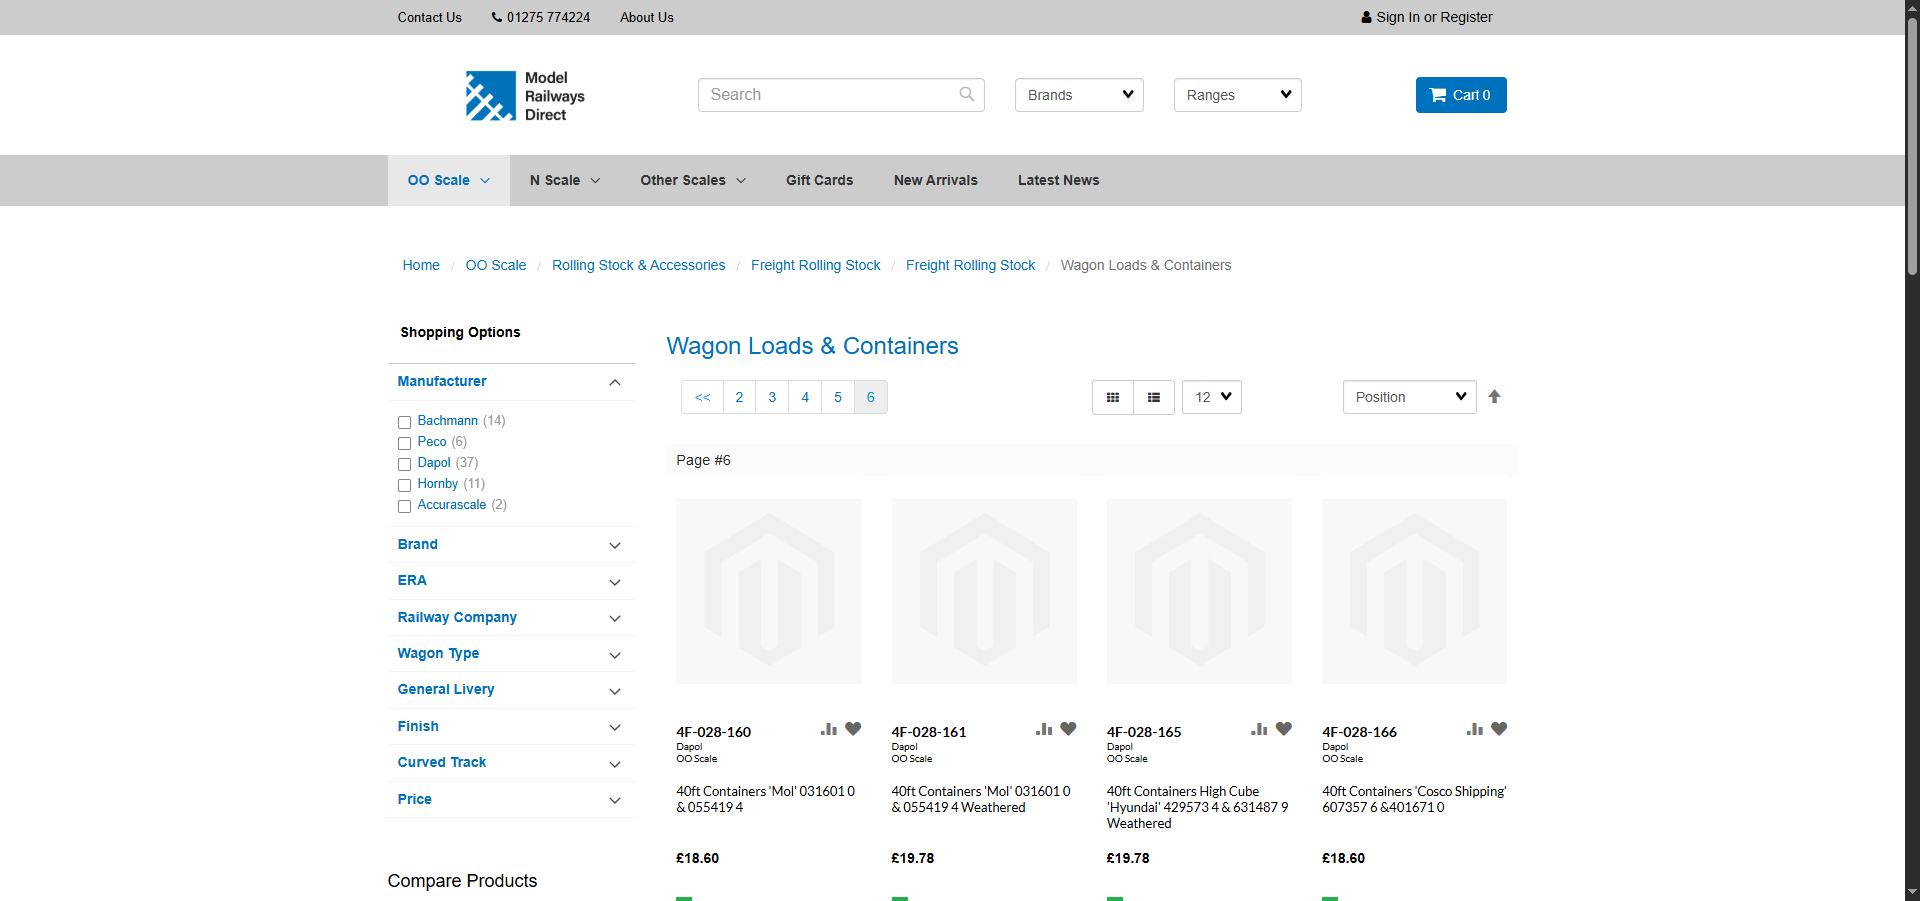 Contact Us 01275 774224 About Us Sign In or Register
Model
Railways
Direct
Search Brands Ranges Cart 0
OO Scale N Scale Other Scales Gift Cards New Arrivals Latest News
Home / OO Scale / Rolling Stock & Accessories / Freight Rolling Stock / Freight Rolling Stock / Wagon Loads & Containers
Shopping Options
Manufacturer
Bachmann (14)
Peco (6)
Dapol (37)
Hornby (11)
Accurascale (2)
Brand
ERA
Railway Company
Wagon Type
General Livery
Finish
Curved Track
Price
Compare Products
Wagon Loads & Containers
<< 2 3 4 5 6 12 Position
Page #6
4F-028-160
Dapol
OO Scale
40ft Containers 'Mol' 031601 0
& 055419 4
£18.60
4F-028-161
Dapol
OO Scale
40ft Containers 'Mol' 031601 0
& 055419 4 Weathered
£19.78
4F-028-165
Dapol
OO Scale
40ft Containers High Cube
'Hyundai' 429573 4 & 631487 9
Weathered
£19.78
4F-028-166
Dapol
OO Scale
40ft Containers 'Cosco Shipping'
607357 6 &401671 0
£18.60